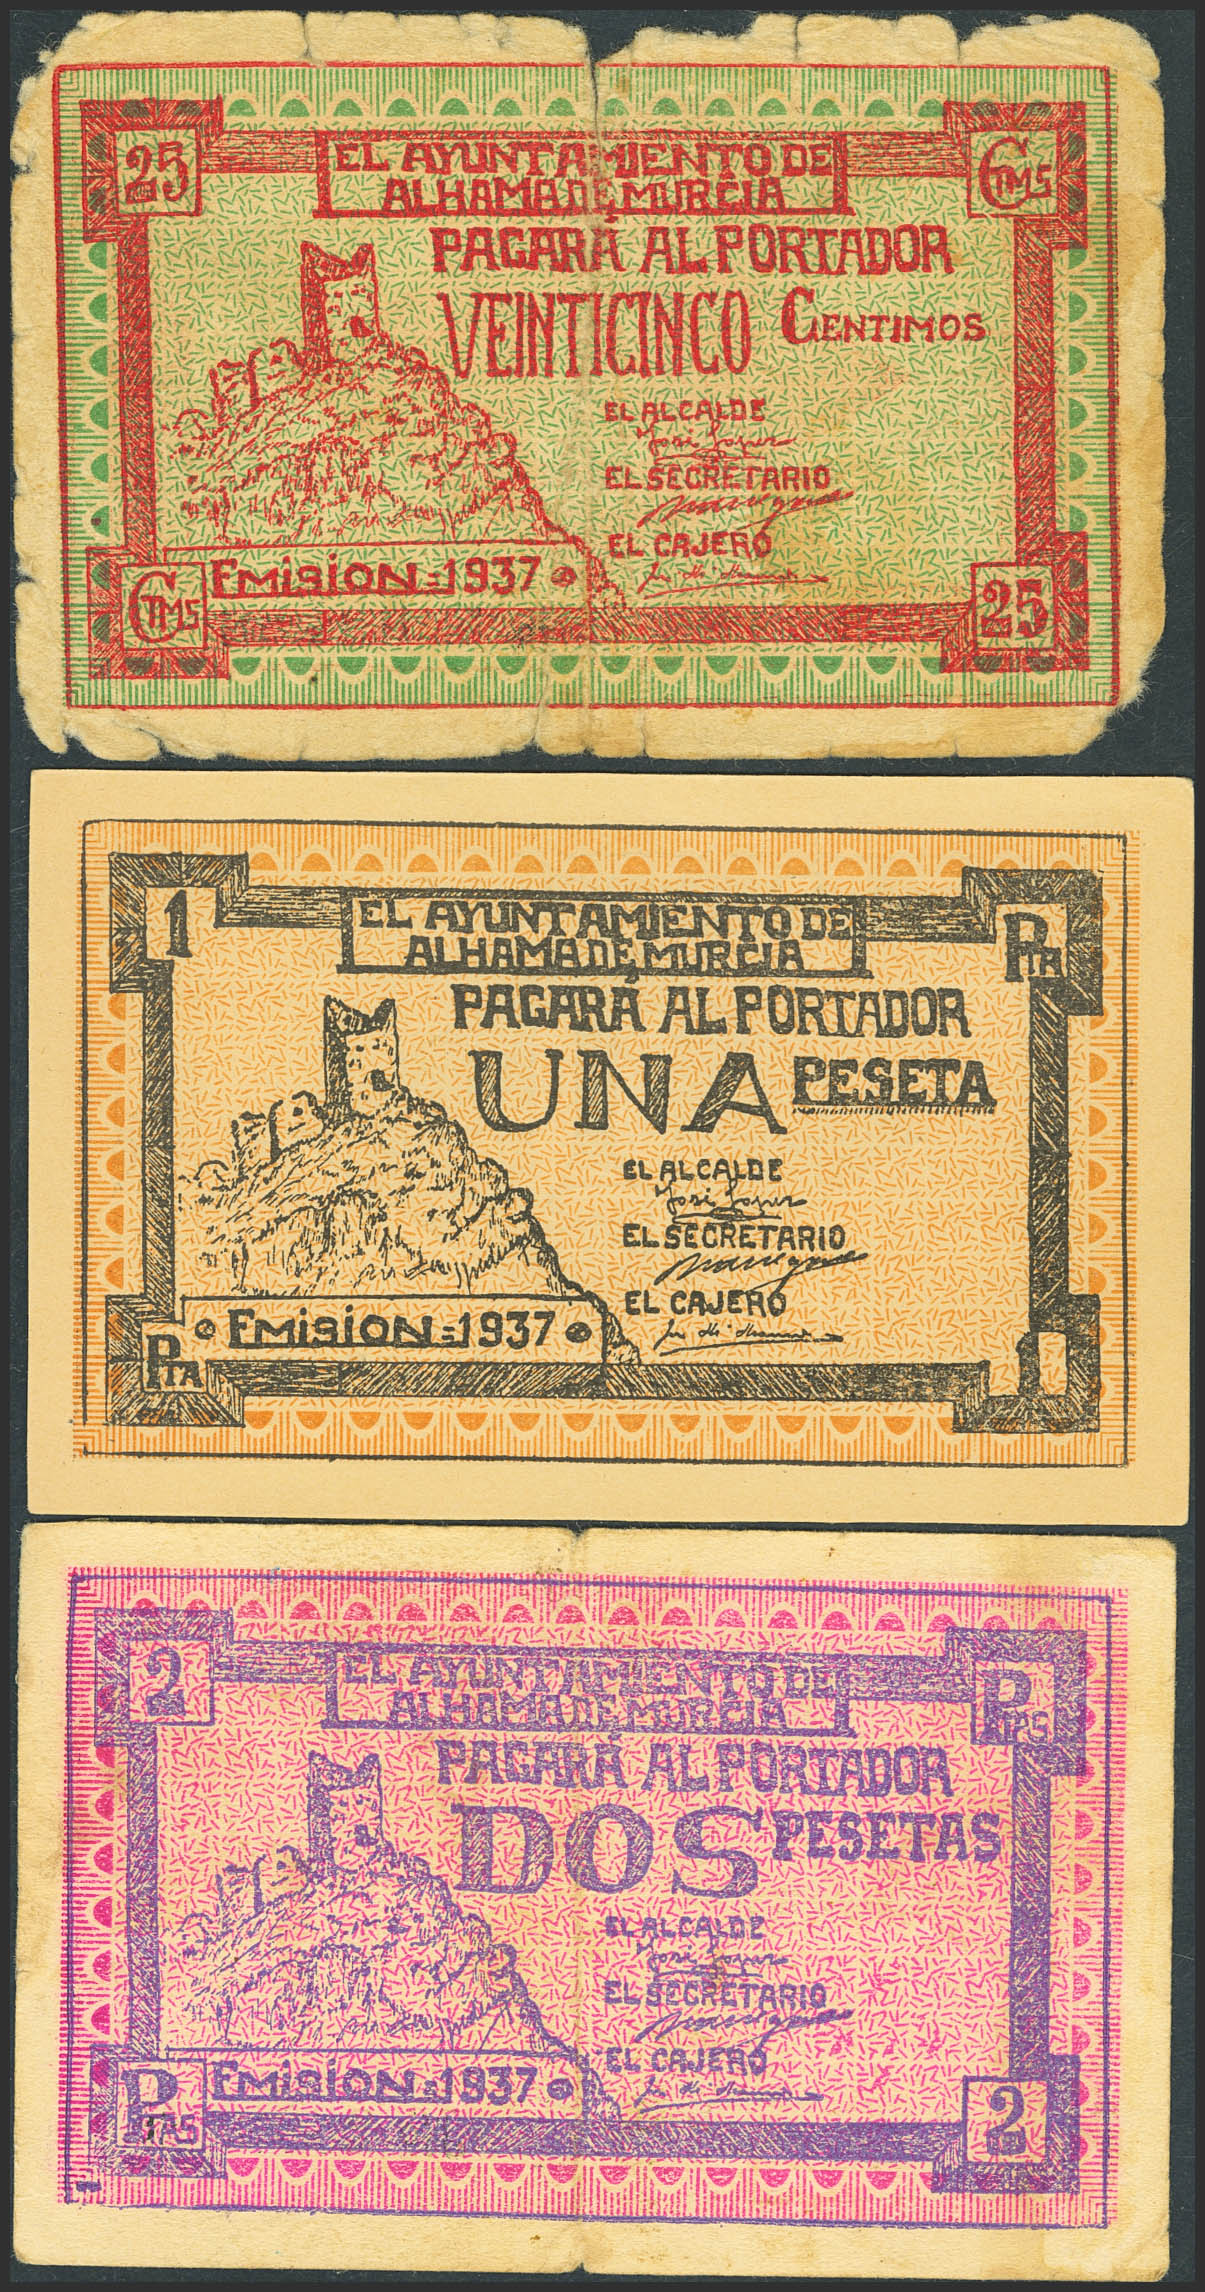 25
EL AYUNTAMIENTO DE
ALHAMA DE MURCIA
CTMS
PAGARÁ AL PORTADOR
VEINTICINCO CENTIMOS
EL ALCALDE
EL SECRETARIO
EL CAJERO
EMISION=1937
CTMS
25
1
EL AYUNTAMIENTO DE
ALHAMA DE MURCIA
PTA
PAGARÁ AL PORTADOR
UNA PESETA
EL ALCALDE
EL SECRETARIO
EL CAJERO
EMISION=1937
PTA
1
2
EL AYUNTAMIENTO DE
ALHAMA DE MURCIA
PTAS
PAGARÁ AL PORTADOR
DOS PESETAS
EL ALCALDE
EL SECRETARIO
EL CAJERO
EMISION=1937
PTAS
2